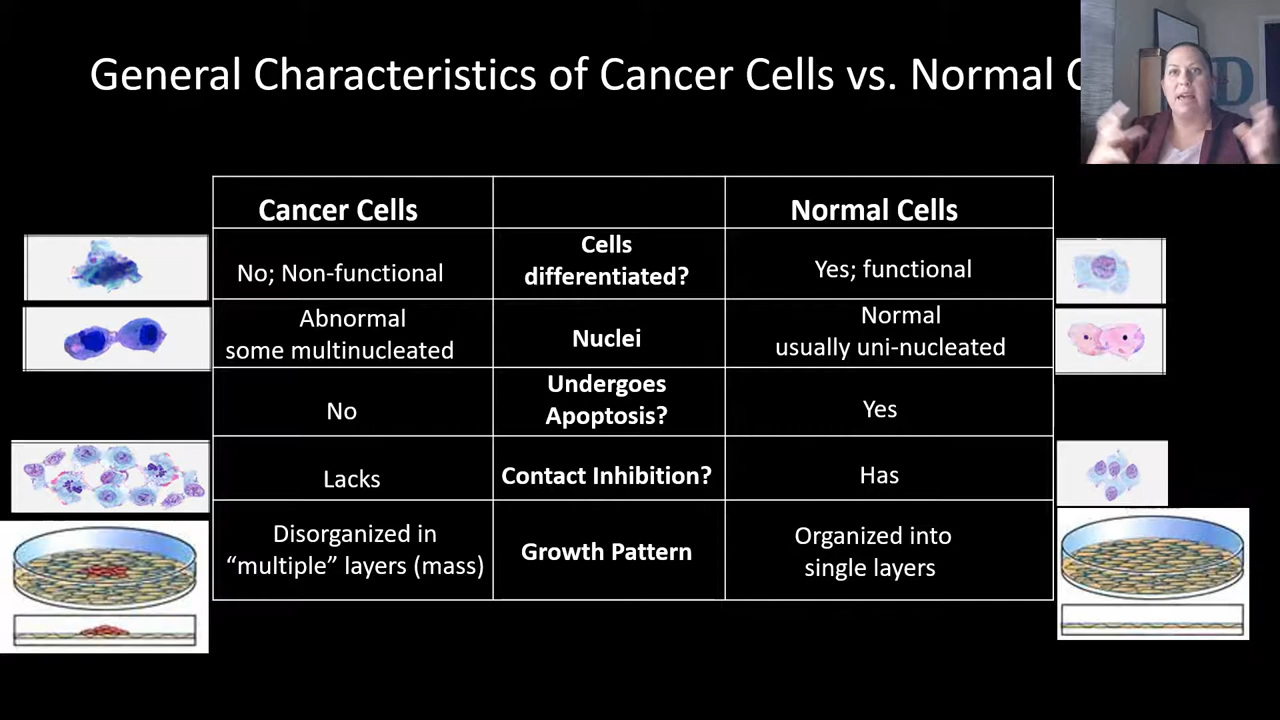 General Characteristics of Cancer Cells vs. Normal
D
Cancer Cells
Normal Cells
No; Non-functional
Cells
differentiated?
Yes; functional
Abnormal
some multinucleated
Nuclei
Normal
usually uni-nucleated
No
Undergoes
Apoptosis?
Yes
Lacks
Contact Inhibition?
Has
Disorganized in
“multiple” layers (mass)
Growth Pattern
Organized into
single layers